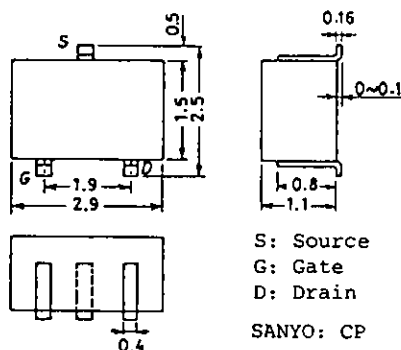 S
0.5
0.16
1.5
2.5
0~0.1
G
D
1.9
2.9
0.8
1.1
0.4
S: Source
G: Gate
D: Drain
SANYO: CP